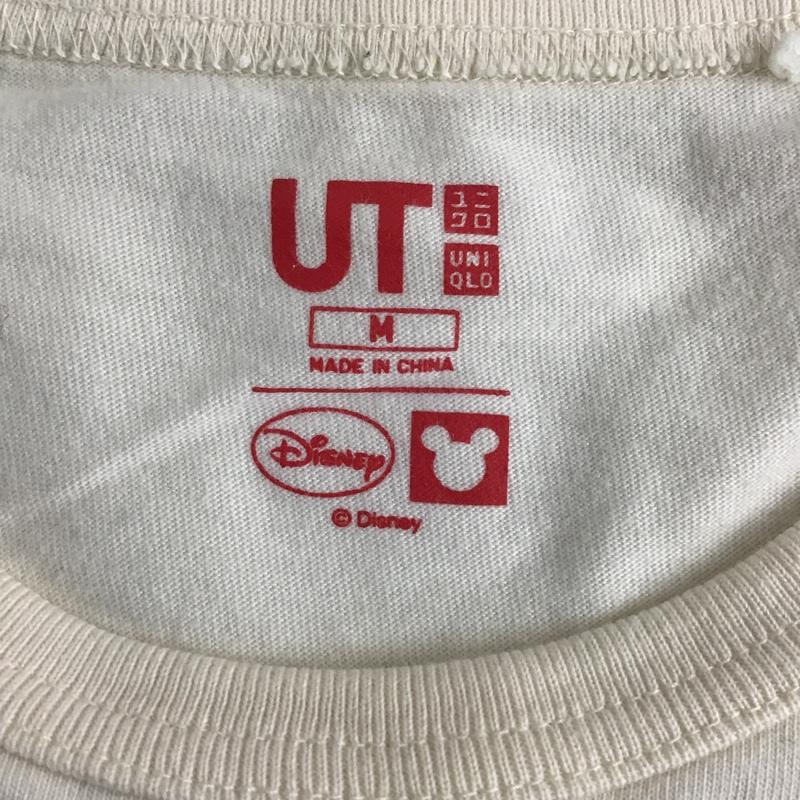 UT
ユニ
クロ
UNI
QLO
M
MADE IN CHINA
Disney
© Disney